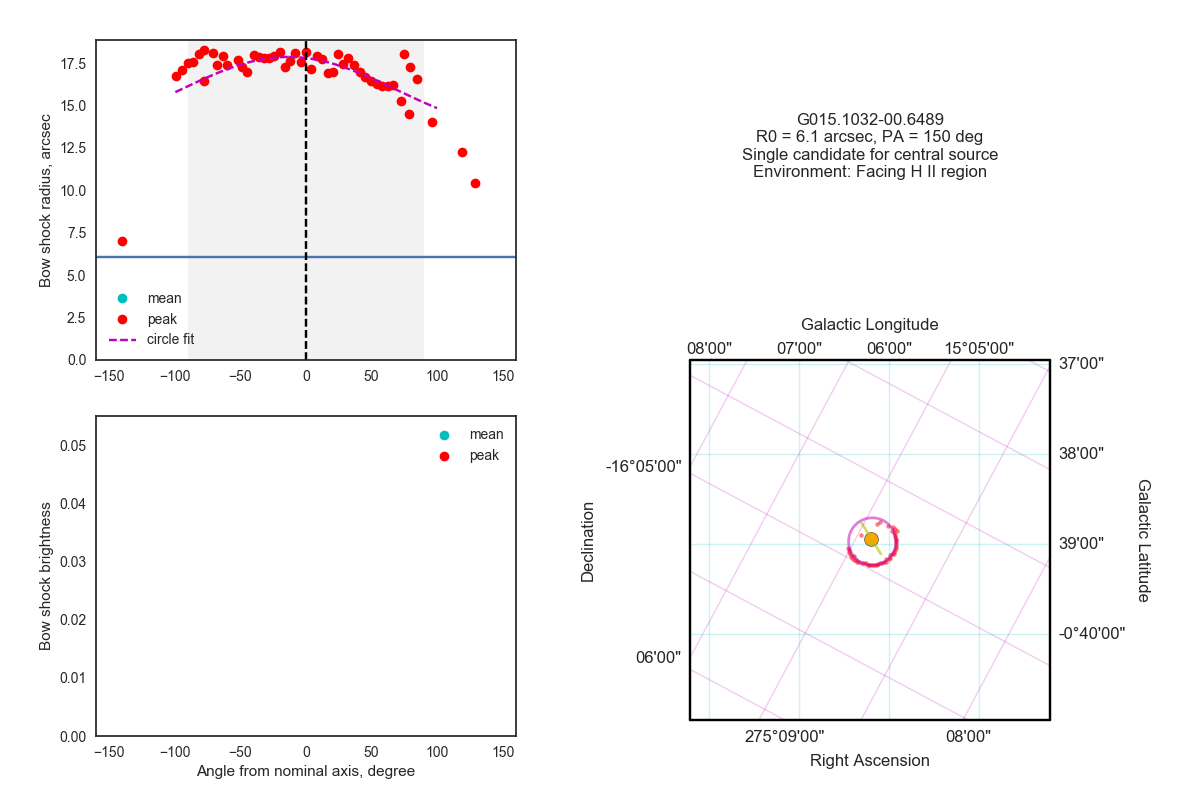 17.5
15.0
12.5
10.0
7.5
5.0
2.5
0.0
Bow shock radius, arcsec
mean
peak
circle fit
−150 −100 −50 0 50 100 150
G015.1032-00.6489
R0 = 6.1 arcsec, PA = 150 deg
Single candidate for central source
Environment: Facing H II region
0.05
0.04
0.03
0.02
0.01
0.00
Bow shock brightness
mean
peak
−150 −100 −50 0 50 100 150
Angle from nominal axis, degree
Galactic Longitude
08'00" 07'00" 06'00" 15°05'00"
37'00"
38'00"
39'00"
-0°40'00"
Galactic Latitude
-16°05'00"
06'00"
Declination
275°09'00" 08'00"
Right Ascension